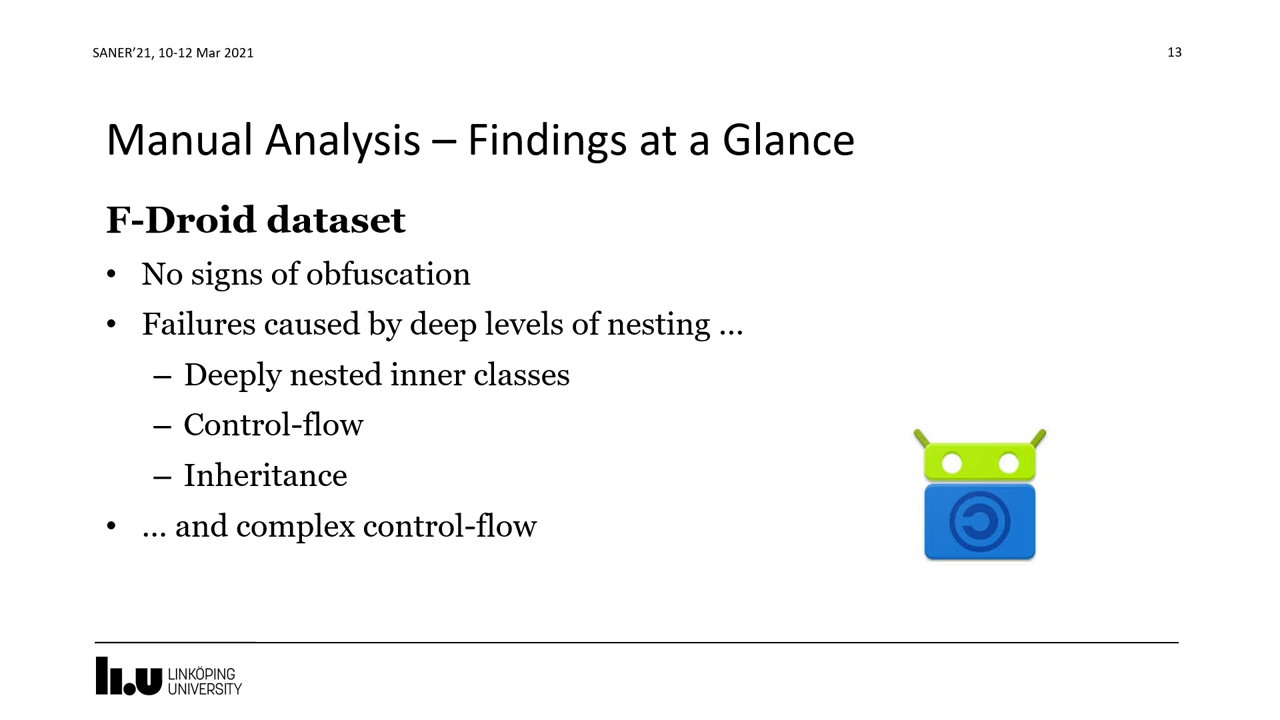 SANER’21, 10-12 Mar 2021
13
Manual Analysis – Findings at a Glance
F-Droid dataset
• No signs of obfuscation
• Failures caused by deep levels of nesting …
– Deeply nested inner classes
– Control-flow
– Inheritance
• … and complex control-flow
LINKÖPING
UNIVERSITY